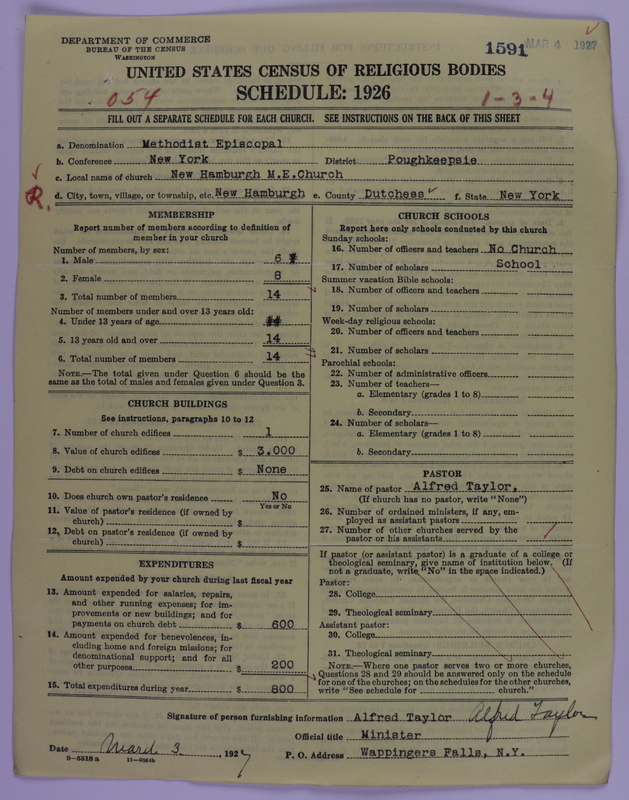 DEPARTMENT OF COMMERCE
BUREAU OF THE CENSUS
WASHINGTON
1591 MAR 4 1927
UNITED STATES CENSUS OF RELIGIOUS BODIES
SCHEDULE: 1926
054
1-3-4
FILL OUT A SEPARATE SCHEDULE FOR EACH CHURCH. SEE INSTRUCTIONS ON THE BACK OF THIS SHEET
a. Denomination Methodist Episcopal
b. Conference New York District Poughkeepsie
c. Local name of church New Hamburgh M.E.Church
R. d. City, town, village, or township, etc. New Hamburgh e. County Dutchess f. State New York
MEMBERSHIP
Report number of members according to definition of
member in your church
Number of members, by sex:
1. Male 6
2. Female 8
3. Total number of members 14
Number of members under and over 13 years old:
4. Under 13 years of age
5. 13 years old and over 14
6. Total number of members 14
NOTE.—The total given under Question 6 should be the
same as the total of males and females given under Question 3.
CHURCH BUILDINGS
See instructions, paragraphs 10 to 12
7. Number of church edifices 1
8. Value of church edifices $ 3.000
9. Debt on church edifices $ None
10. Does church own pastor's residence No
Yes or No
11. Value of pastor's residence (if owned by
church) $
12. Debt on pastor's residence (if owned by
church) $
EXPENDITURES
Amount expended by your church during last fiscal year
13. Amount expended for salaries, repairs,
and other running expenses; for im-
provements or new buildings; and for
payments on church debt $ 600
14. Amount expended for benevolences, in-
cluding home and foreign missions; for
denominational support; and for all
other purposes $ 200
15. Total expenditures during year $ 800
CHURCH SCHOOLS
Report here only schools conducted by this church
Sunday schools:
16. Number of officers and teachers No Church
17. Number of scholars School
Summer vacation Bible schools:
18. Number of officers and teachers
19. Number of scholars
Week-day religious schools:
20. Number of officers and teachers
21. Number of scholars
Parochial schools:
22. Number of administrative officers
23. Number of teachers—
a. Elementary (grades 1 to 8)
b. Secondary
24. Number of scholars—
a. Elementary (grades 1 to 8)
b. Secondary
PASTOR
25. Name of pastor Alfred Taylor,
(If church has no pastor, write "None")
26. Number of ordained ministers, if any, em-
ployed as assistant pastors
27. Number of other churches served by the
pastor or his assistants
If pastor (or assistant pastor) is a graduate of a college or
theological seminary, give name of institution below. (If
not a graduate, write "No" in the space indicated.)
Pastor:
28. College
29. Theological seminary
Assistant pastor:
30. College
31. Theological seminary
NOTE.—Where one pastor serves two or more churches,
Questions 28 and 29 should be answered only on the schedule
for one of the churches; on the schedules for the other churches,
write "See schedule for church."
Signature of person furnishing information Alfred Taylor Alfred Taylor
Official title Minister
Date March 3, 1927 P. O. Address Wappingers Falls, N.Y.
8-5518 a 11-9054b